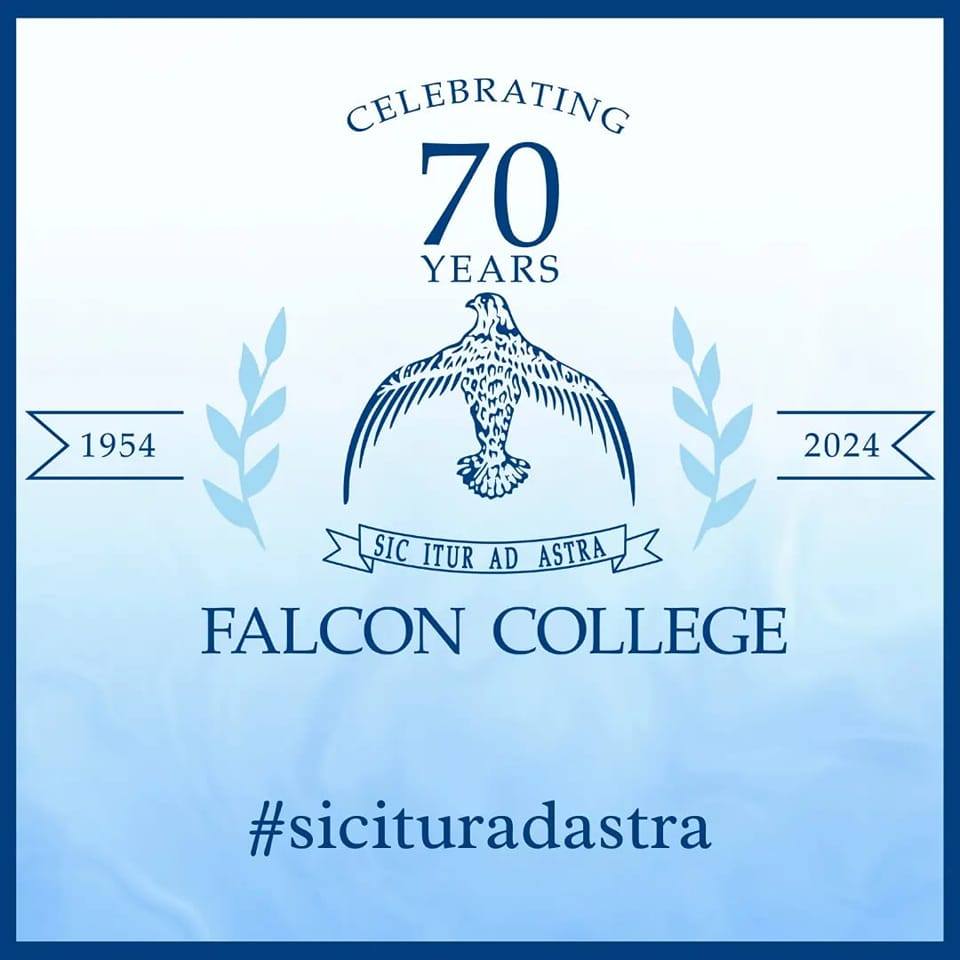 CELEBRATING
70
YEARS
1954
2024
SIC ITUR AD ASTRA
FALCON COLLEGE
#sicituradastra